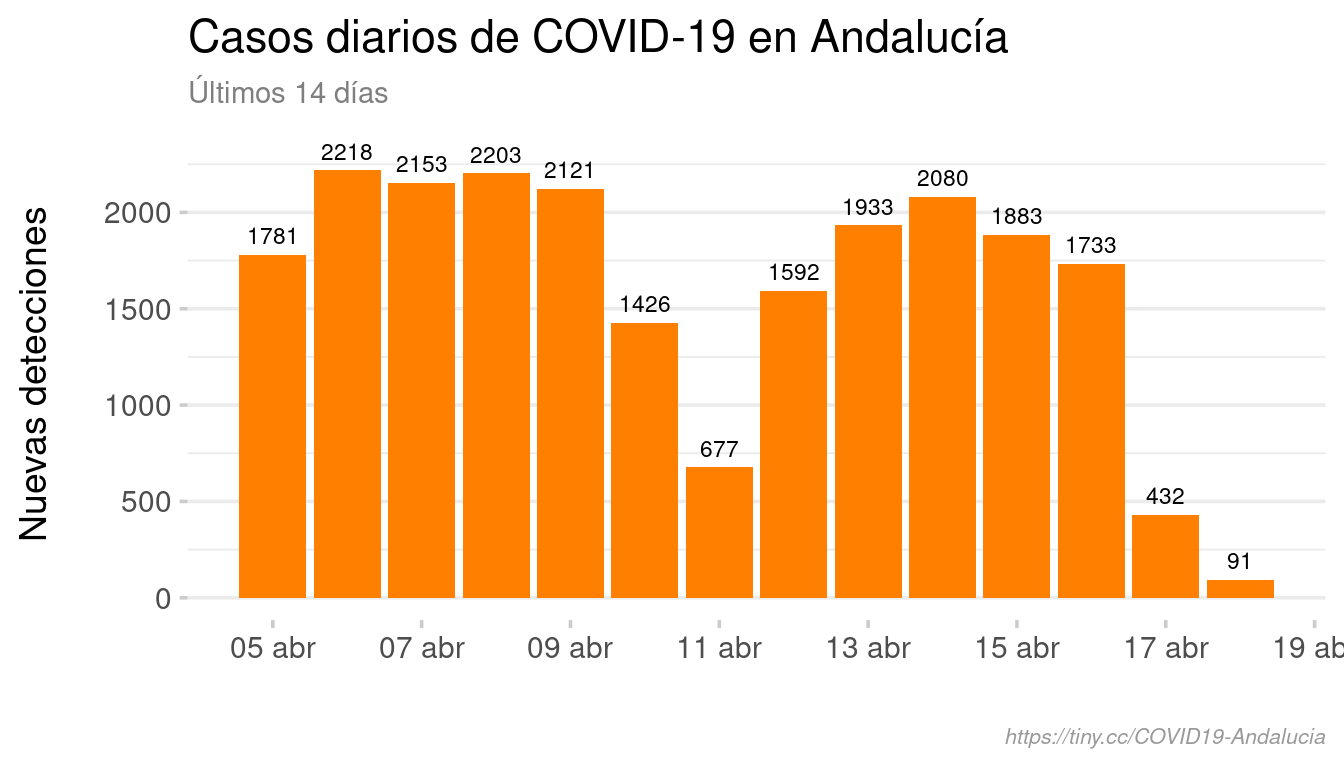 Casos diarios de COVID-19 en Andalucía
Últimos 14 días
Nuevas detecciones
2000
1500
1000
500
0
1781
2218
2153
2203
2121
1426
677
1592
1933
2080
1883
1733
432
91
05 abr
07 abr
09 abr
11 abr
13 abr
15 abr
17 abr
19 ab
https://tiny.cc/COVID19-Andalucia